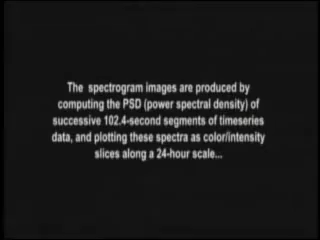 The spectrogram images are produced by
computing the PSD (power spectral density) of
successive 102.4-second segments of timeseries
data, and plotting these spectra as color/intensity
slices along a 24-hour scale...